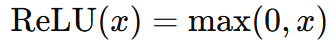 ReLU(x) = max(0, x)